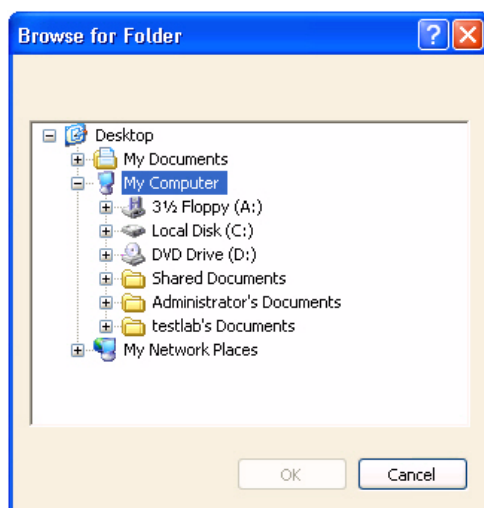 Browse for Folder
Desktop
My Documents
My Computer
3½ Floppy (A:)
Local Disk (C:)
DVD Drive (D:)
Shared Documents
Administrator's Documents
testlab's Documents
My Network Places
OK Cancel